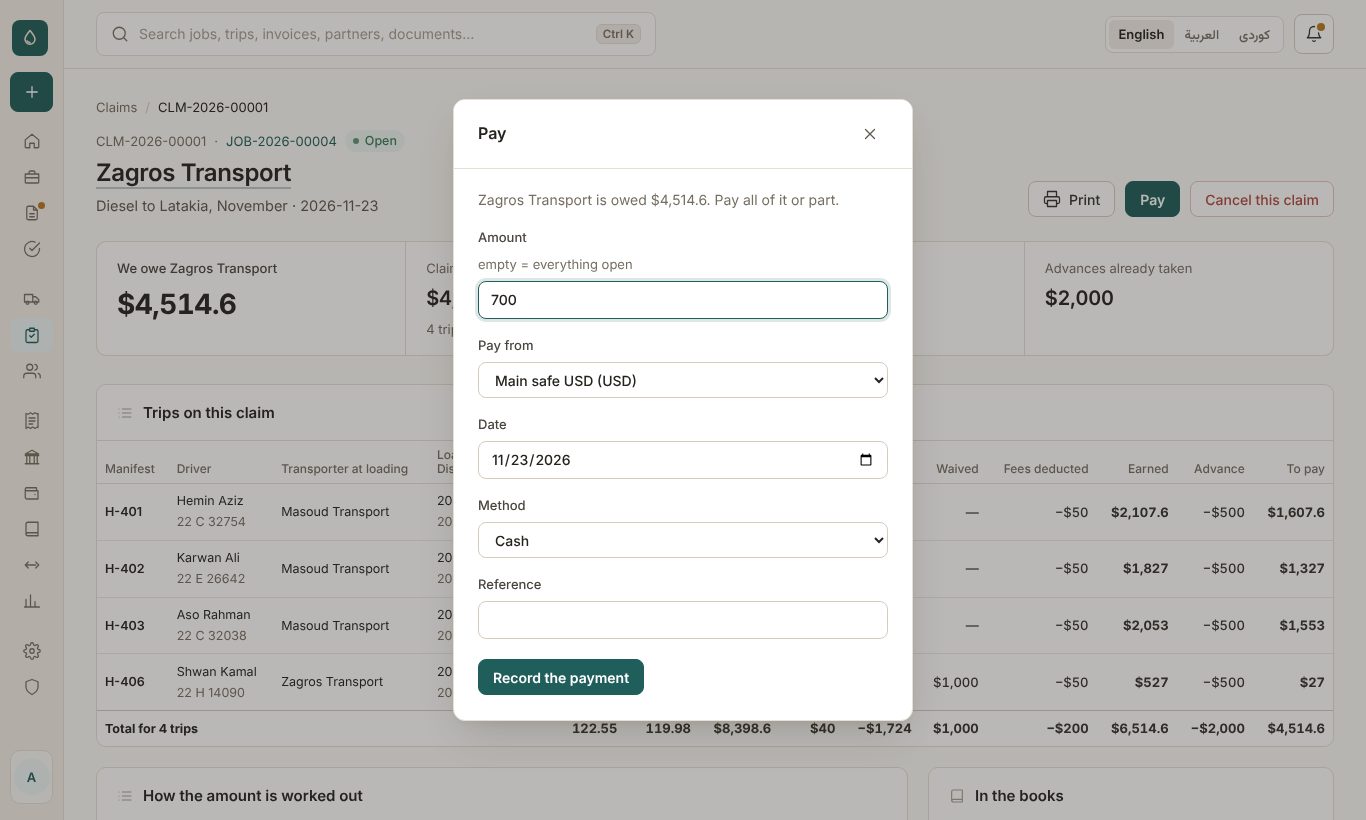 Search jobs, trips, invoices, partners, documents...
Ctrl K
English
العربية
کوردی
Claims / CLM-2026-00001
CLM-2026-00001 · JOB-2026-00004 Open
Zagros Transport
Diesel to Latakia, November · 2026-11-23
Print
Pay
Cancel this claim
We owe Zagros Transport
$4,514.6
Advances already taken
$2,000
Pay
Zagros Transport is owed $4,514.6. Pay all of it or part.
Amount
empty = everything open
700
Pay from
Main safe USD (USD)
Date
11/23/2026
Method
Cash
Reference
Record the payment
Trips on this claim
Manifest Driver Transporter at loading Waived Fees deducted Earned Advance To pay
H-401 Hemin Aziz Masoud Transport — −$50 $2,107.6 −$500 $1,607.6
22 C 32754
H-402 Karwan Ali Masoud Transport — −$50 $1,827 −$500 $1,327
22 E 26642
H-403 Aso Rahman Masoud Transport — −$50 $2,053 −$500 $1,553
22 C 32038
H-406 Shwan Kamal Zagros Transport $1,000 −$50 $527 −$500 $27
22 H 14090
Total for 4 trips 122.55 119.98 $8,398.6 $40 −$1,724 $1,000 −$200 $6,514.6 −$2,000 $4,514.6
How the amount is worked out
In the books
A